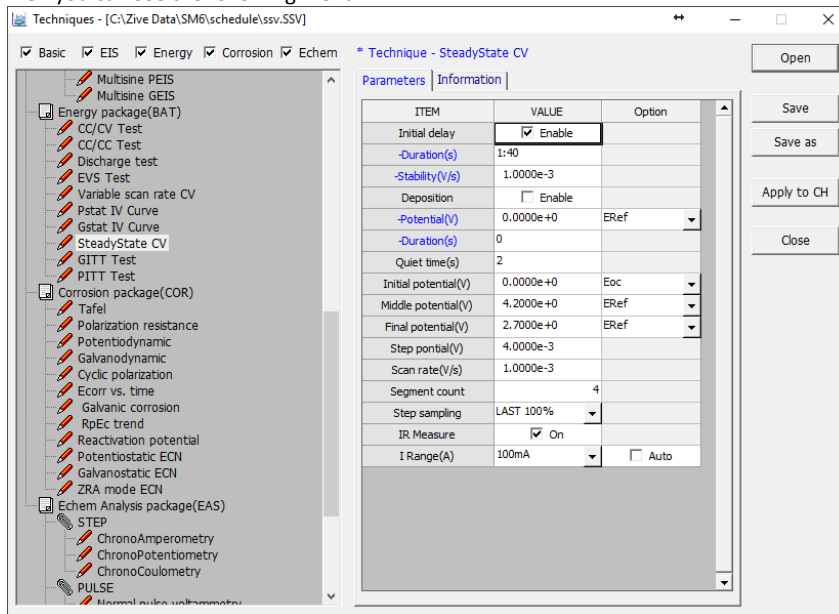 Techniques - [C:\Zive Data\SM6\schedule\ssv.SSV]
Basic EIS Energy Corrosion Echem
Multisine PEIS
Multisine GEIS
Energy package(BAT)
CC/CV Test
CC/CC Test
Discharge test
EVS Test
Variable scan rate CV
Pstat IV Curve
Gstat IV Curve
SteadyState CV
GITT Test
PITT Test
Corrosion package(COR)
Tafel
Polarization resistance
Potentiodynamic
Galvanodynamic
Cyclic polarization
Ecorr vs. time
Galvanic corrosion
RpEc trend
Reactivation potential
Potentiostatic ECN
Galvanostatic ECN
ZRA mode ECN
Echem Analysis package(EAS)
STEP
ChronoAmperometry
ChronoPotentiometry
ChronoCoulometry
PULSE
Normal pulse voltammetry
* Technique - SteadyState CV
Parameters Information
ITEM VALUE Option
Initial delay Enable
-Duration(s) 1:40
-Stability(V/s) 1.0000e-3
Deposition Enable
-Potential(V) 0.0000e+0 ERef
-Duration(s) 0
Quiet time(s) 2
Initial potential(V) 0.0000e+0 Eoc
Middle potential(V) 4.2000e+0 ERef
Final potential(V) 2.7000e+0 ERef
Step pontial(V) 4.0000e-3
Scan rate(V/s) 1.0000e-3
Segment count 4
Step sampling LAST 100%
IR Measure On
I Range(A) 100mA Auto
Open
Save
Save as
Apply to CH
Close